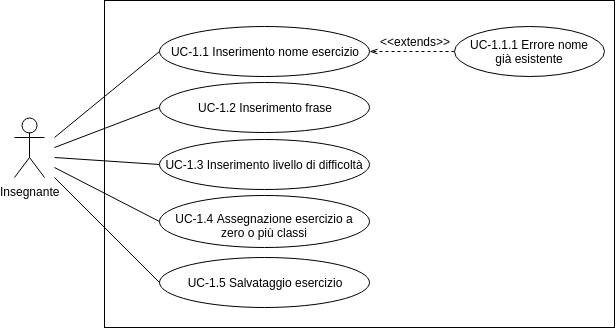 UC-1.1 Inserimento nome esercizio
<<extends>>
UC-1.1.1 Errore nome
già esistente
UC-1.2 Inserimento frase
UC-1.3 Inserimento livello di difficoltà
Insegnante
UC-1.4 Assegnazione esercizio a
zero o più classi
UC-1.5 Salvataggio esercizio